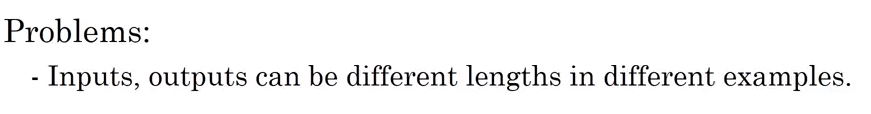 Problems:
- Inputs, outputs can be different lengths in different examples.